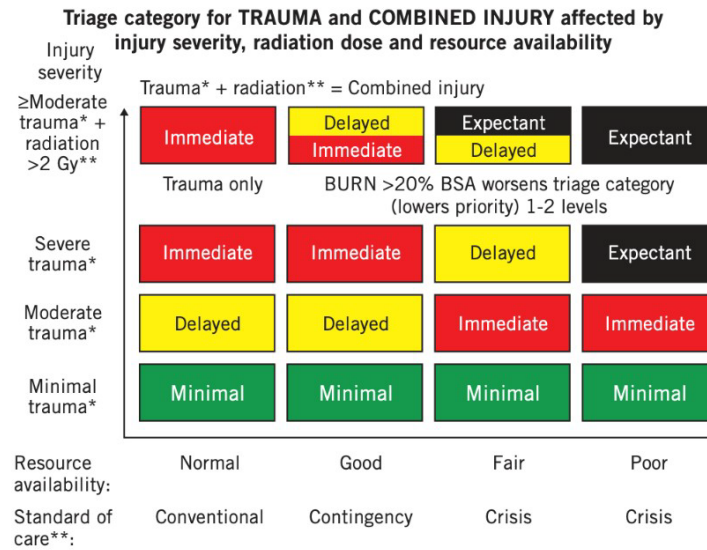 Triage category for TRAUMA and COMBINED INJURY affected by
injury severity, radiation dose and resource availability
Injury
severity
Trauma* + radiation** = Combined injury
≥Moderate
trauma* +
radiation
>2 Gy**
Immediate
Delayed
Immediate
Expectant
Delayed
Expectant
Trauma only
BURN >20% BSA worsens triage category
(lowers priority) 1-2 levels
Severe
trauma*
Immediate
Immediate
Delayed
Expectant
Moderate
trauma*
Delayed
Delayed
Immediate
Immediate
Minimal
trauma*
Minimal
Minimal
Minimal
Minimal
Resource
availability:
Normal
Good
Fair
Poor
Standard of
care**:
Conventional
Contingency
Crisis
Crisis